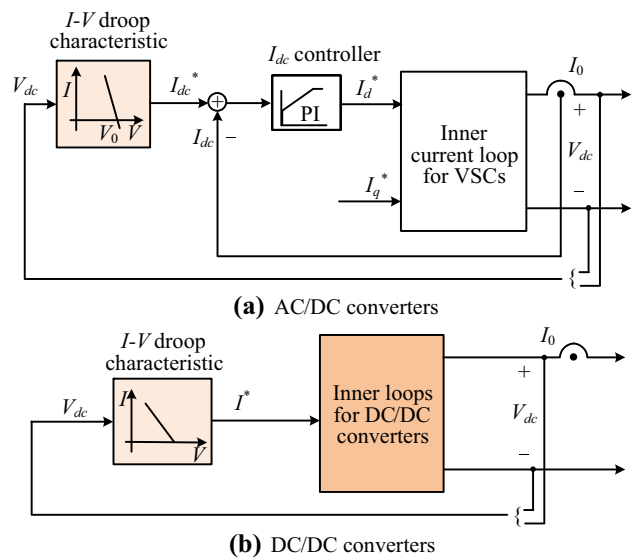 I-V droop
characteristic
V_dc
I
V_0
V
I_dc^*
I_dc
+
−
I_dc controller
PI
I_d^*
I_q^*
Inner
current loop
for VSCs
I_0
+
V_dc
−
(a) AC/DC converters
I-V droop
characteristic
V_dc
I
V
I^*
Inner loops
for DC/DC
converters
I_0
+
V_dc
−
(b) DC/DC converters